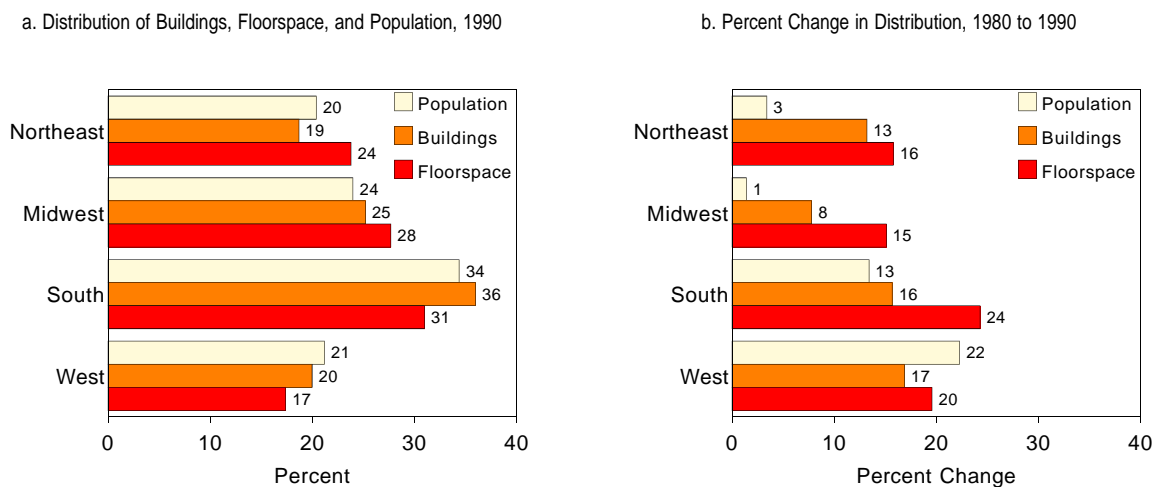 a. Distribution of Buildings, Floorspace, and Population, 1990
Northeast
Midwest
South
West
20
19
24
24
25
28
34
36
31
21
20
17
Population
Buildings
Floorspace
0 10 20 30 40
Percent
b. Percent Change in Distribution, 1980 to 1990
Northeast
Midwest
South
West
3
13
16
1
8
15
13
16
24
22
17
20
Population
Buildings
Floorspace
0 10 20 30 40
Percent Change